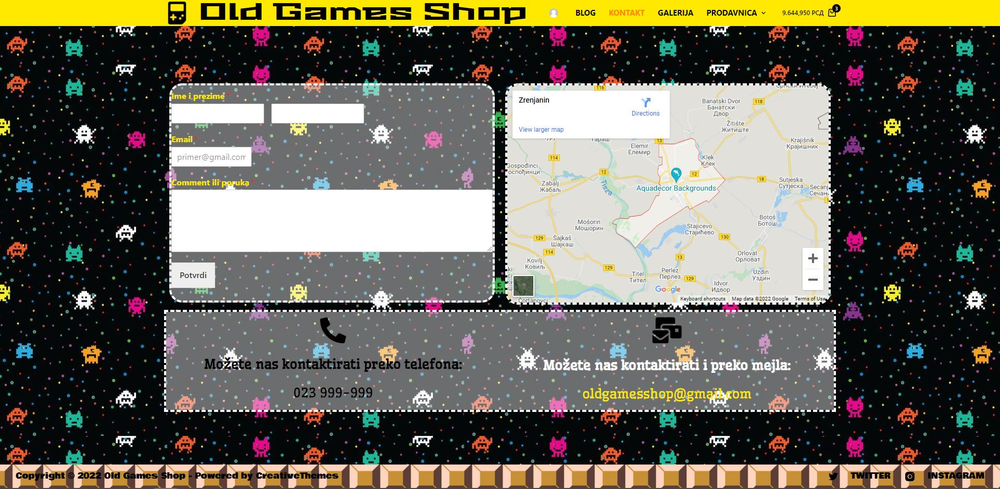 Old Games Shop
BLOG
KONTAKT
GALERIJA
PRODAVNICA
9.644,950 РСД
3
Ime i prezime *
Email *
primer@gmail.com
Comment ili poruka *
Potvrdi
Zrenjanin
Directions
View larger map
116
Banatski Dvor
Банатски
Двор
118
Žitište
Житиште
Тараш
13
Elemir
Елемир
Krajišnik
Крајишник
114
Klek
Клек
Gospođinci
12
12
18
Tisza
Zabalj
Жабаљ
Aquadecor Backgrounds
Sutjeska
Сутјеска
Botoš
Ботош
Mošorin
Мошорин
Stajicevo
Стајићево
129
Šajkaš
Шајкаш
130
114
Kovilj
Ковиљ
13
Orlovat
Орловат
129
Titel
Тител
Perlez
Перлез
129
Uzdin
Уздин
Idvor
Идвор
Google
Čortanovci
Keyboard shortcuts
Map data ©2022 Google
Terms of Use
Možete nas kontaktirati preko telefona:
023 999-999
Možete nas kontaktirati i preko mejla:
oldgamesshop@gmail.com
Copyright © 2022 Old Games Shop - Powered by CreativeThemes
TWITTER
INSTAGRAM